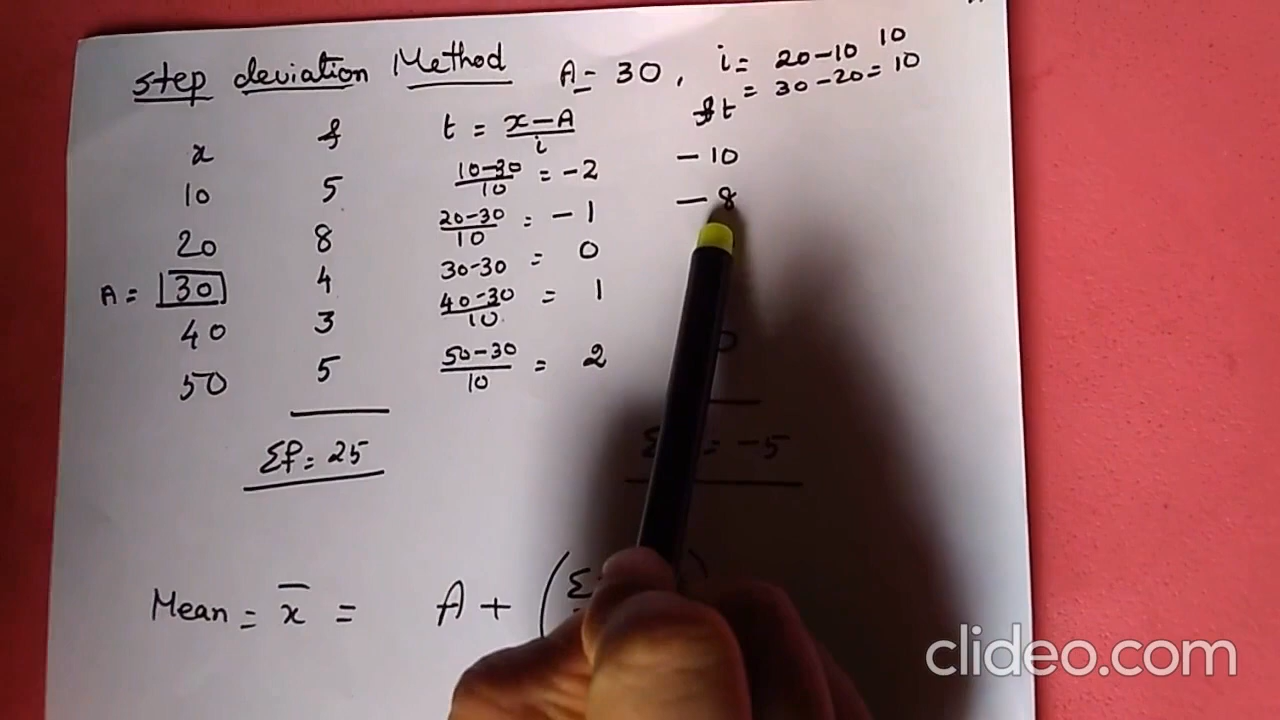 step deviation Method A = 30, i = 20-10 10
= 30-20 = 10
x f t = x-A/i ft
10 5 10-30/10 = -2 -10
20 8 20-30/10 = -1 -8
A = 30 4 30-30 = 0
40 3 40-30/10 = 1
50 5 50-30/10 = 2
Σf = 25 Σ = -5
Mean = x̄ = A + (Σ
clideo.com